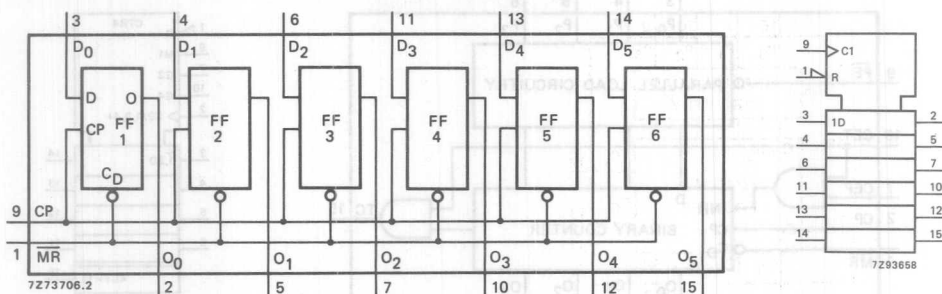 3 4 6 11 13 14
D0 D1 D2 D3 D4 D5
D O
CP
FF 1
CD
FF 2
FF 3
FF 4
FF 5
FF 6
9 CP
1 MR
O0 O1 O2 O3 O4 O5
7Z73706.2
2 5 7 10 12 15
9 C1
1 R
3 1D 2
4 5
6 7
11 10
13 12
14 15
7Z93658